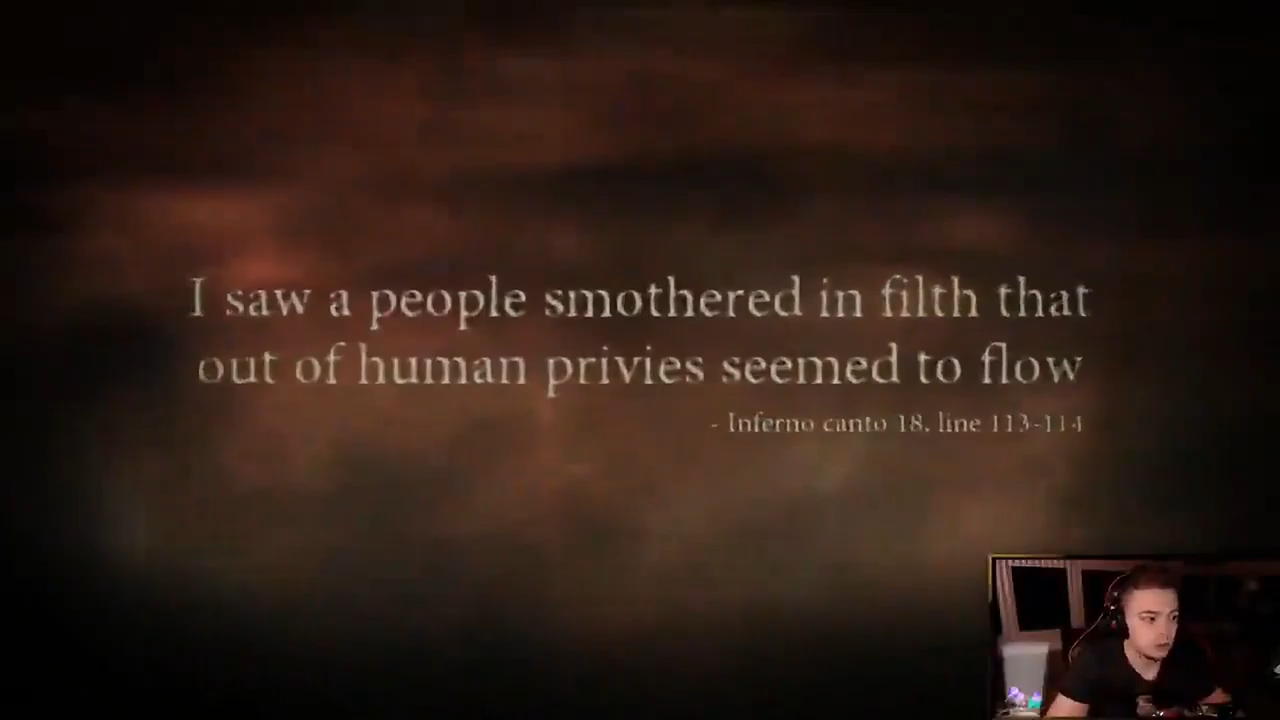 I saw a people smothered in filth that
out of human privies seemed to flow
- Inferno canto 18. line 113-114